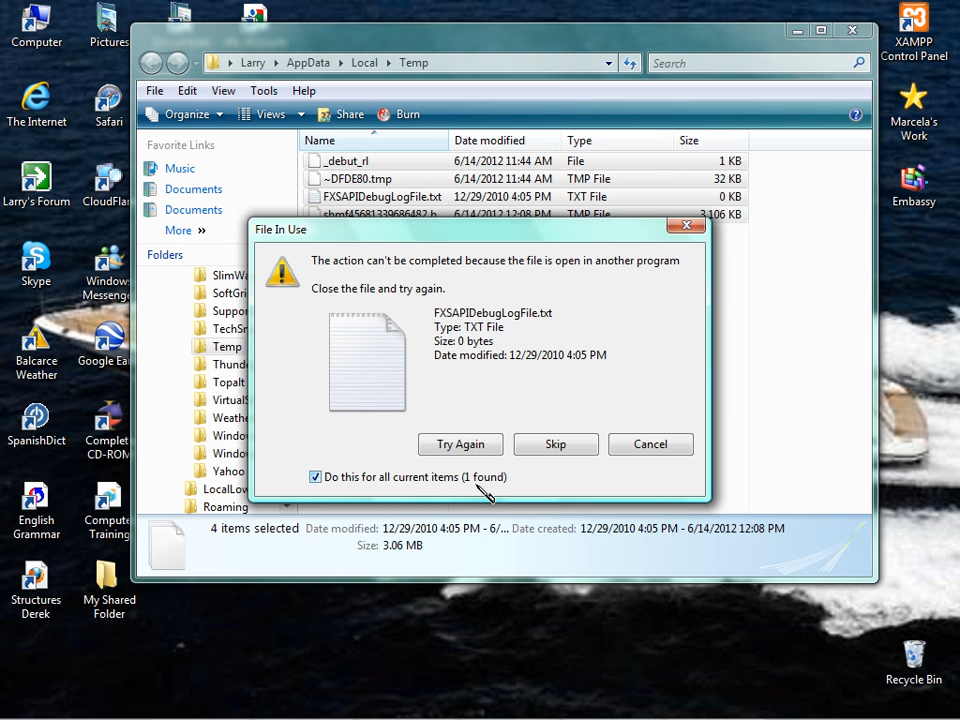 Computer
Pictures
XAMPP
Control Panel
Larry
AppData
Local
Temp
Search
File Edit View Tools Help
Organize Views Share Burn
The Internet
Safari
Marcela's
Work
Favorite Links
Music
Documents
Documents
More »
Folders
Name Date modified Type Size
_debut_rl 6/14/2012 11:44 AM File 1 KB
~DFDE80.tmp 6/14/2012 11:44 AM TMP File 32 KB
FXSAPIDebugLogFile.txt 12/29/2010 4:05 PM TXT File 0 KB
6/14/2012 12:08 PM TMP File 3,106 KB
Larry's Forum
CloudFlar
Embassy
Skype
Windows
Messenge
Balcarce
Weather
Google Ea
SpanishDict
Complet
CD-ROM
English
Grammar
Compute
Training
Structures
Derek
My Shared
Folder
SlimWa
SoftGri
Suppor
TechSn
Temp
Thund
Topalt
VirtualS
Weathe
Windo
Windo
Yahoo
LocalLow
Roaming
File In Use
The action can't be completed because the file is open in another program
Close the file and try again.
FXSAPIDebugLogFile.txt
Type: TXT File
Size: 0 bytes
Date modified: 12/29/2010 4:05 PM
Try Again Skip Cancel
Do this for all current items (1 found)
4 items selected Date modified: 12/29/2010 4:05 PM - 6/... Date created: 12/29/2010 4:05 PM - 6/14/2012 12:08 PM
Size: 3.06 MB
Recycle Bin